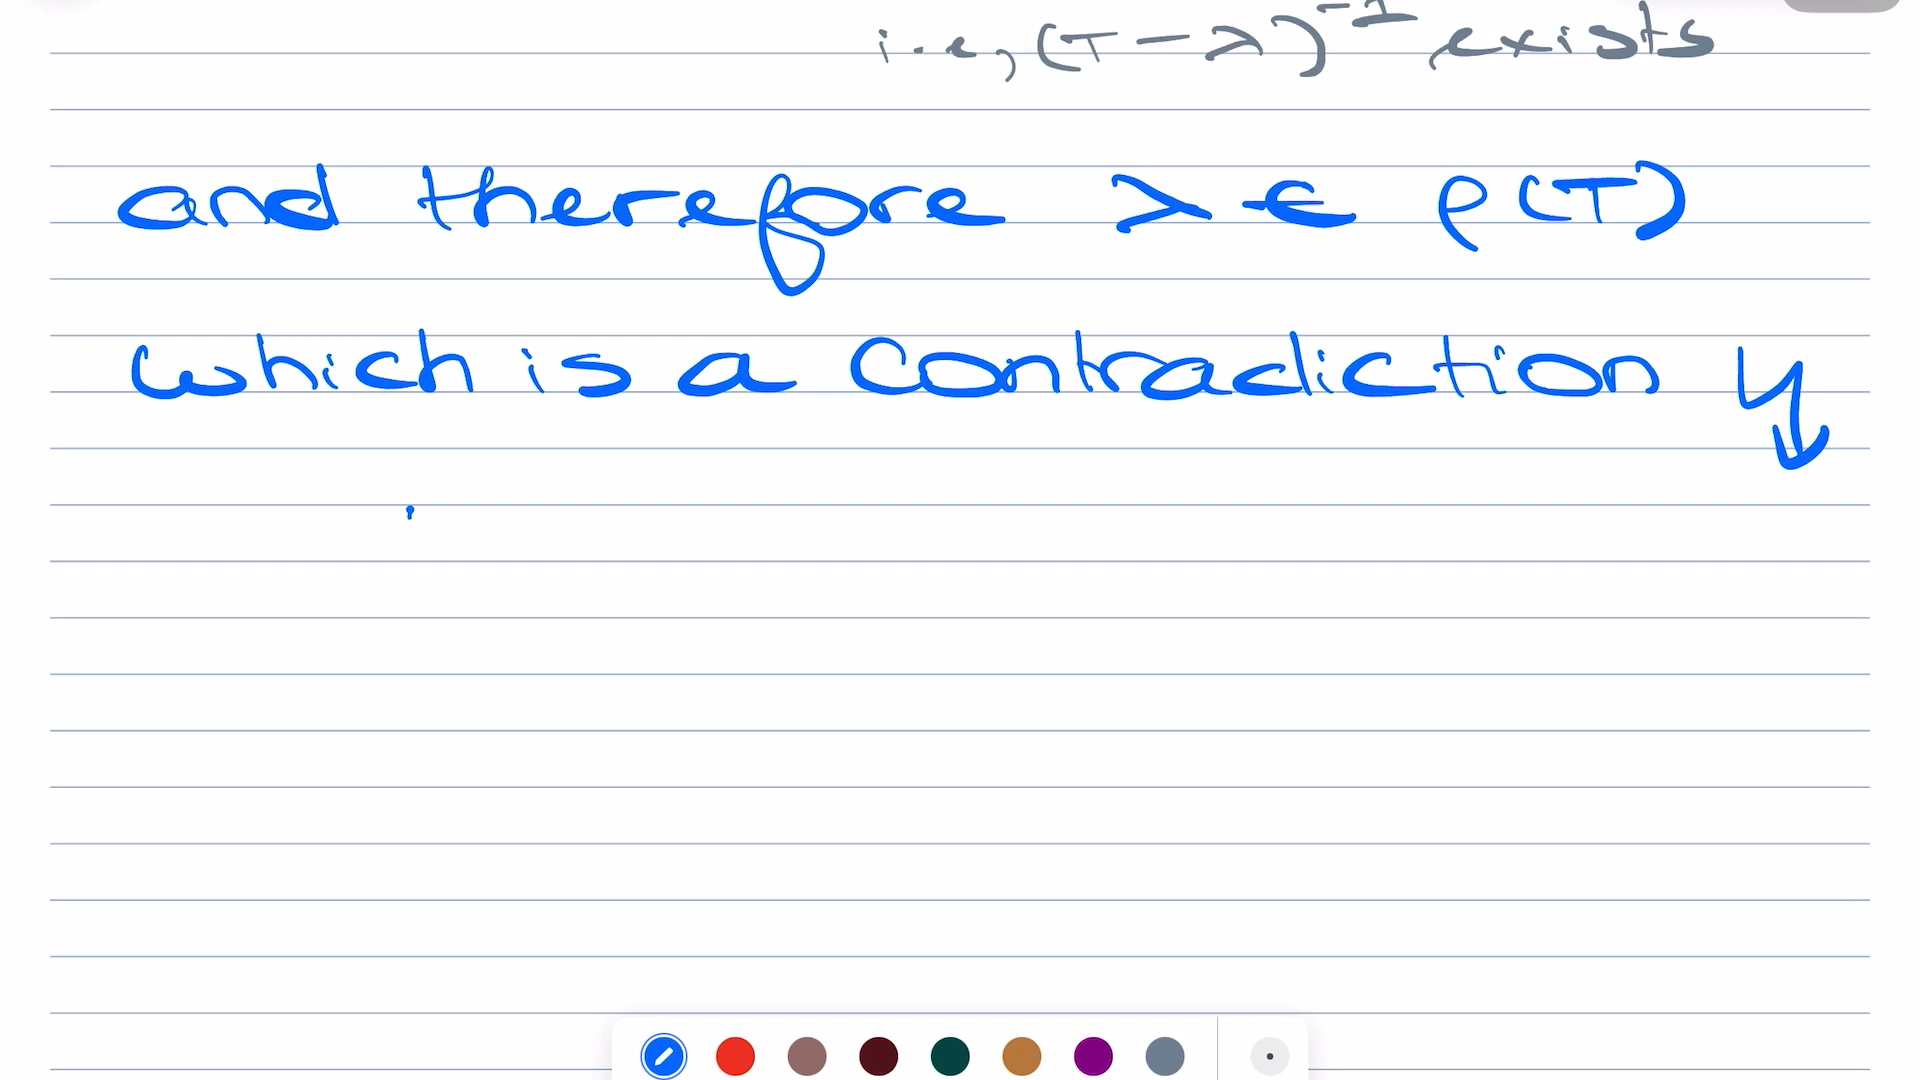 i.e, (T - λ)⁻¹ exists
and therefore λ ∈ ρ(T)
which is a contradiction ↯